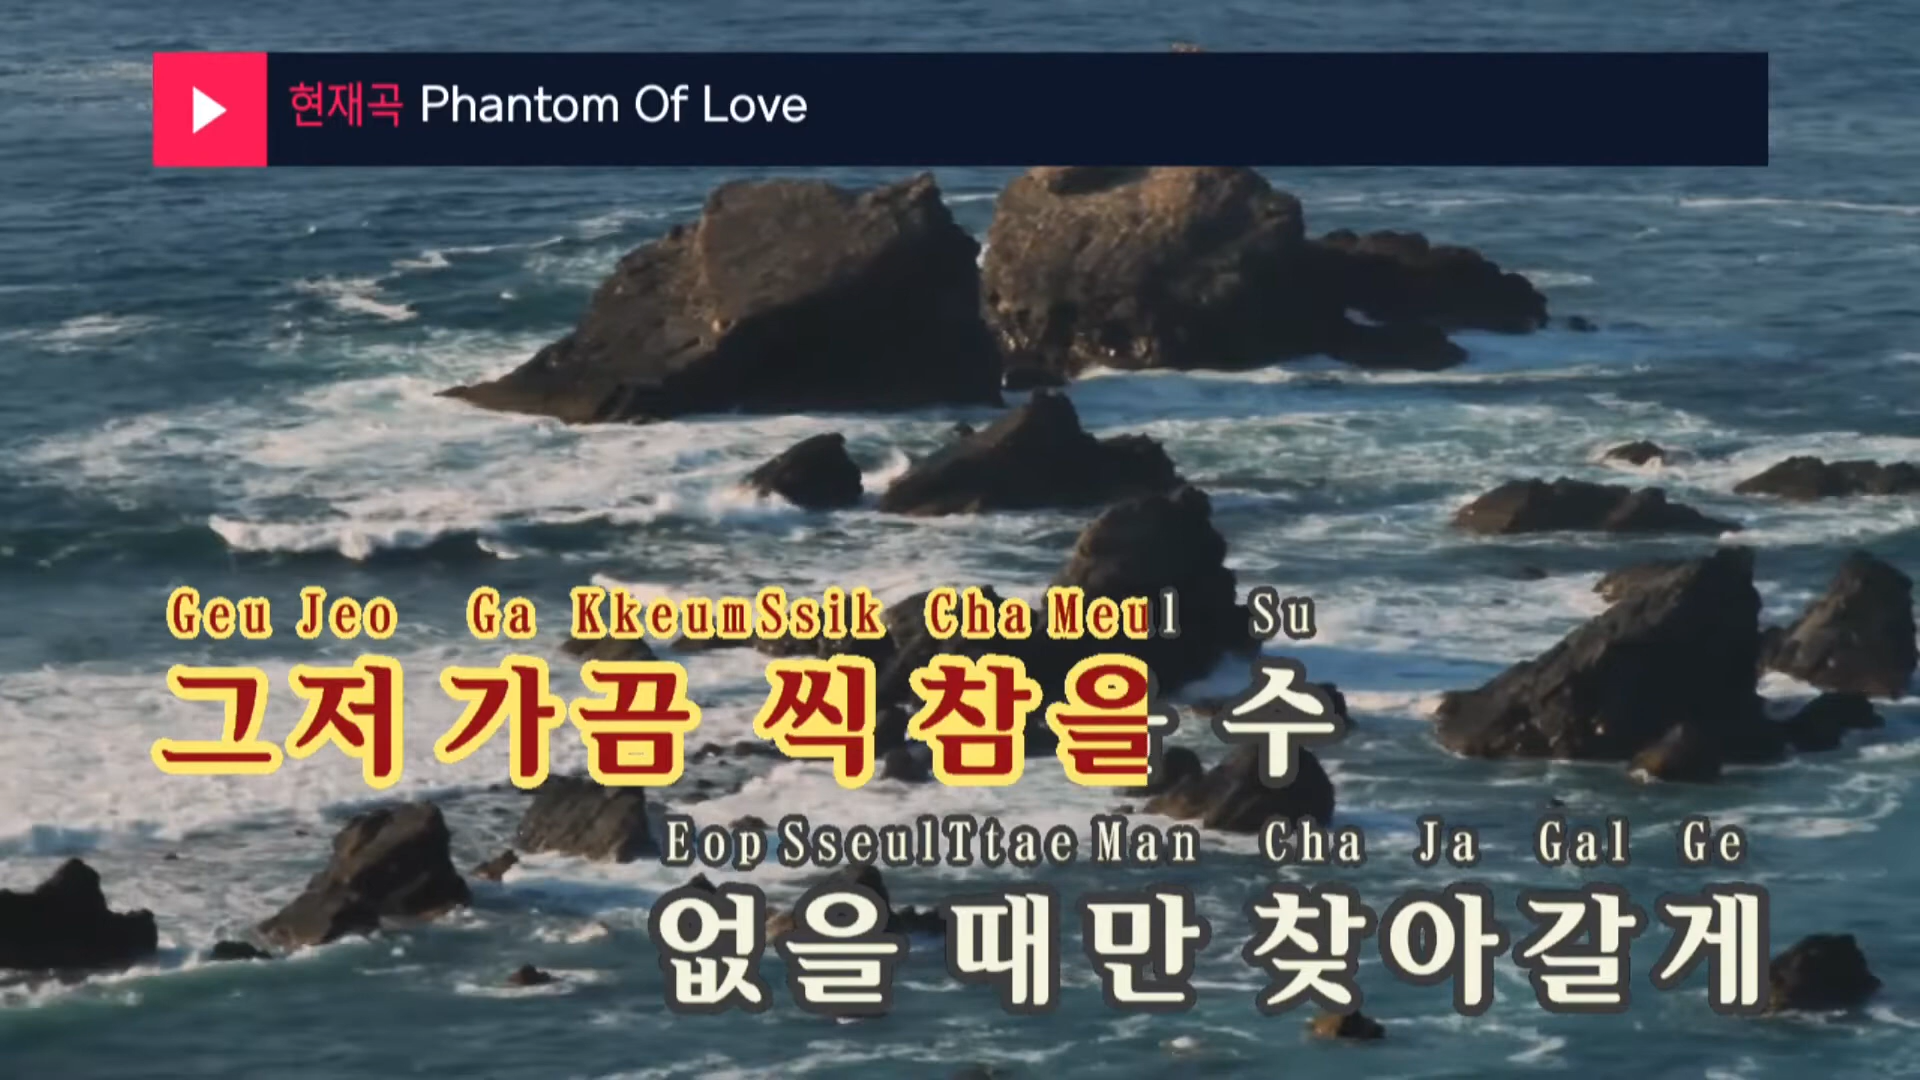 현재곡 Phantom Of Love
Geu Jeo Ga KkeumSsik Cha Meul Su
그저 가끔 씩 참을 수
Eop SseulTtae Man Cha Ja Gal Ge
없을 때만 찾아갈게